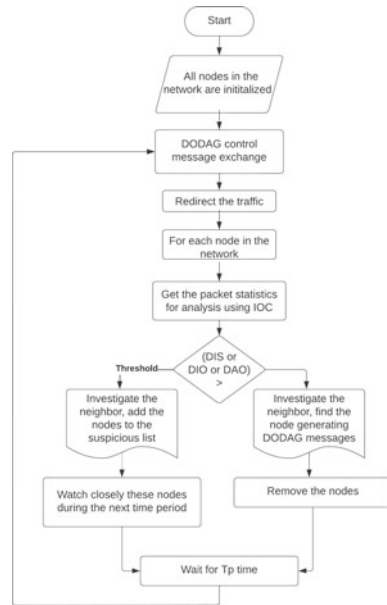 Start
All nodes in the
network are inititalized
DODAG control
message exchange
Redirect the traffic
For each node in the
network
Get the packet statistics
for analysis using IOC
(DIS or
DIO or DAO)
>
Threshold
Investigate the
neighbor, add the
nodes to the
suspicious list
Investigate the
neighbor, find the
node generating
DODAG messages
Watch closely these nodes
during the next time period
Remove the nodes
Wait for Tp time